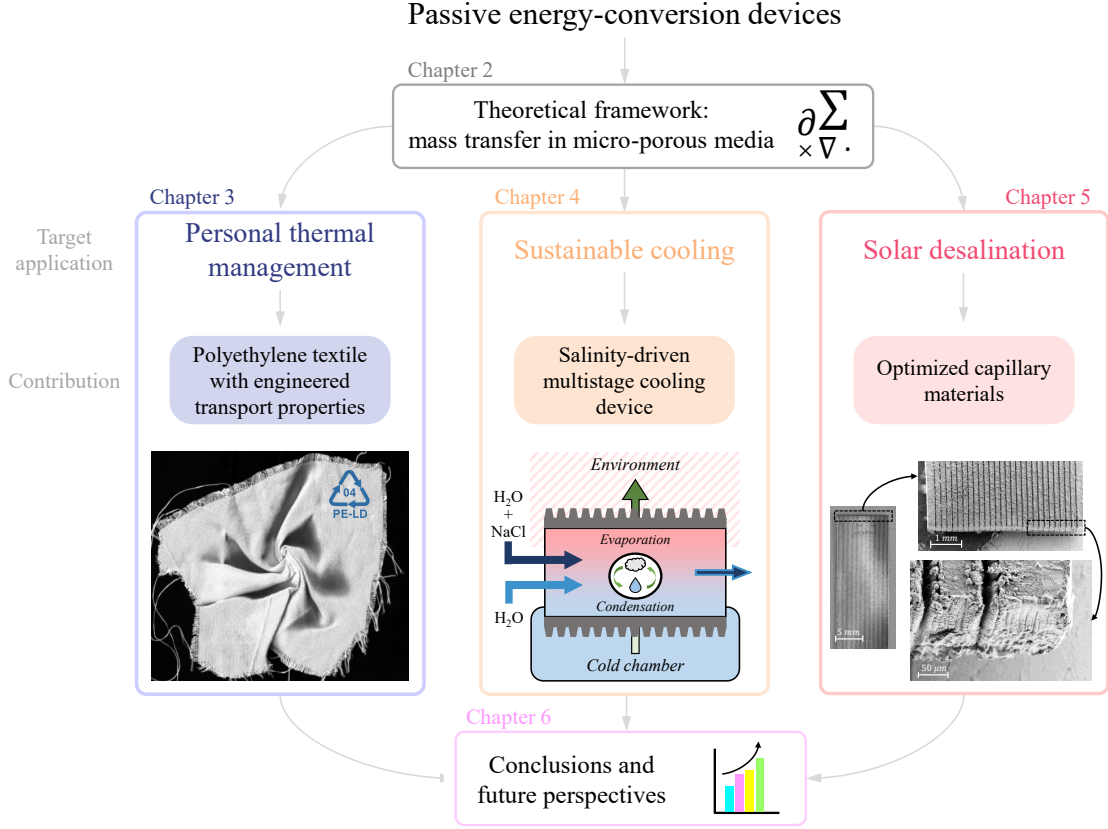 Passive energy-conversion devices
Chapter 2
Theoretical framework:
mass transfer in micro-porous media
∂ ∑
× ∇ ·
Chapter 3
Chapter 4
Chapter 5
Target
application
Personal thermal
management
Sustainable cooling
Solar desalination
Contribution
Polyethylene textile
with engineered
transport properties
Salinity-driven
multistage cooling
device
Optimized capillary
materials
04
PE-LD
Environment
H₂O
+
NaCl
Evaporation
Condensation
H₂O
Cold chamber
1 mm
5 mm
50 μm
Chapter 6
Conclusions and
future perspectives